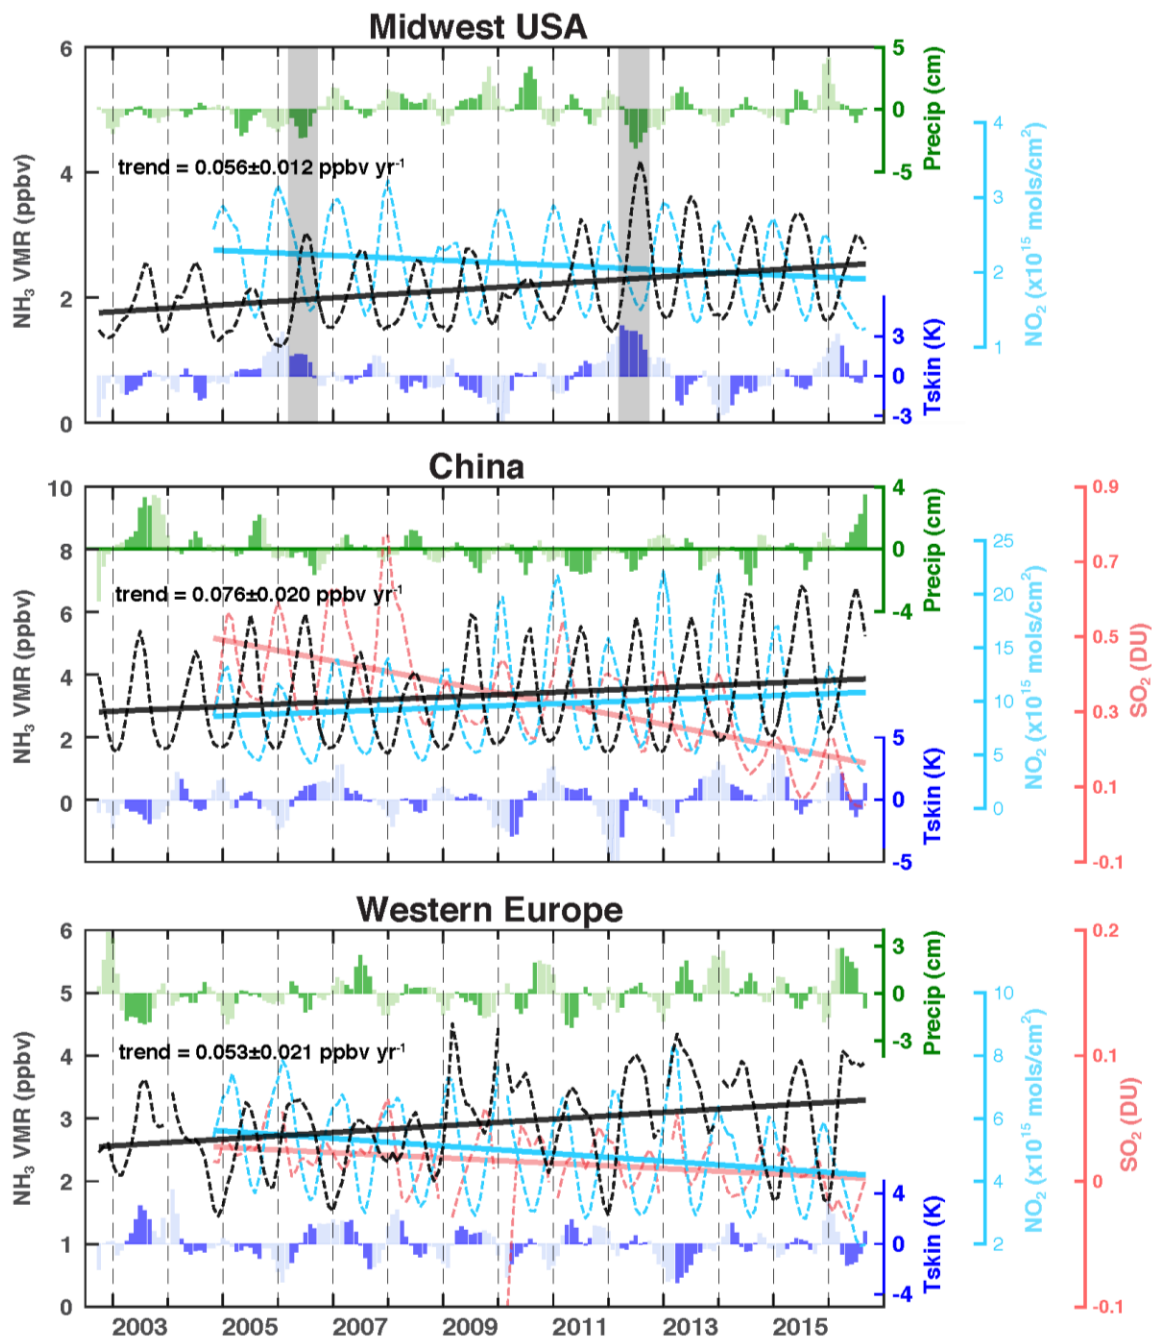 Midwest USA
6
4
2
0
NH3 VMR (ppbv)
trend = 0.056±0.012 ppbv yr-1
5
0
-5
Precip (cm)
4
3
2
1
NO2 (x10^15 mols/cm^2)
3
0
-3
Tskin (K)
China
10
8
6
4
2
0
NH3 VMR (ppbv)
trend = 0.076±0.020 ppbv yr-1
4
0
-4
Precip (cm)
25
20
15
10
5
0
NO2 (x10^15 mols/cm^2)
0.9
0.7
0.5
0.3
0.1
-0.1
SO2 (DU)
5
0
-5
Tskin (K)
Western Europe
6
5
4
3
2
1
0
NH3 VMR (ppbv)
trend = 0.053±0.021 ppbv yr-1
3
0
-3
Precip (cm)
10
8
6
4
2
NO2 (x10^15 mols/cm^2)
0.2
0.1
0
-0.1
SO2 (DU)
4
0
-4
Tskin (K)
2003 2005 2007 2009 2011 2013 2015